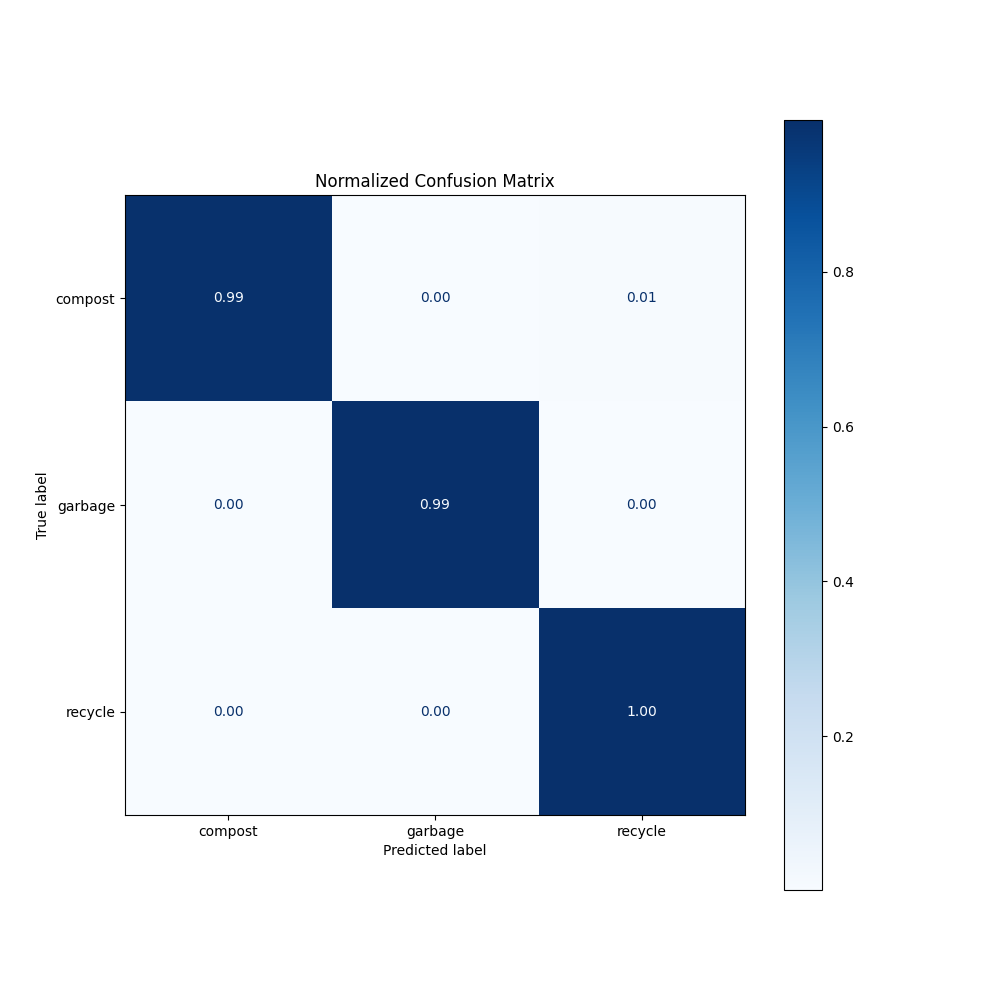 Normalized Confusion Matrix
compost 0.99 0.00 0.01
garbage 0.00 0.99 0.00
recycle 0.00 0.00 1.00
True label
compost garbage recycle
Predicted label
0.8
0.6
0.4
0.2